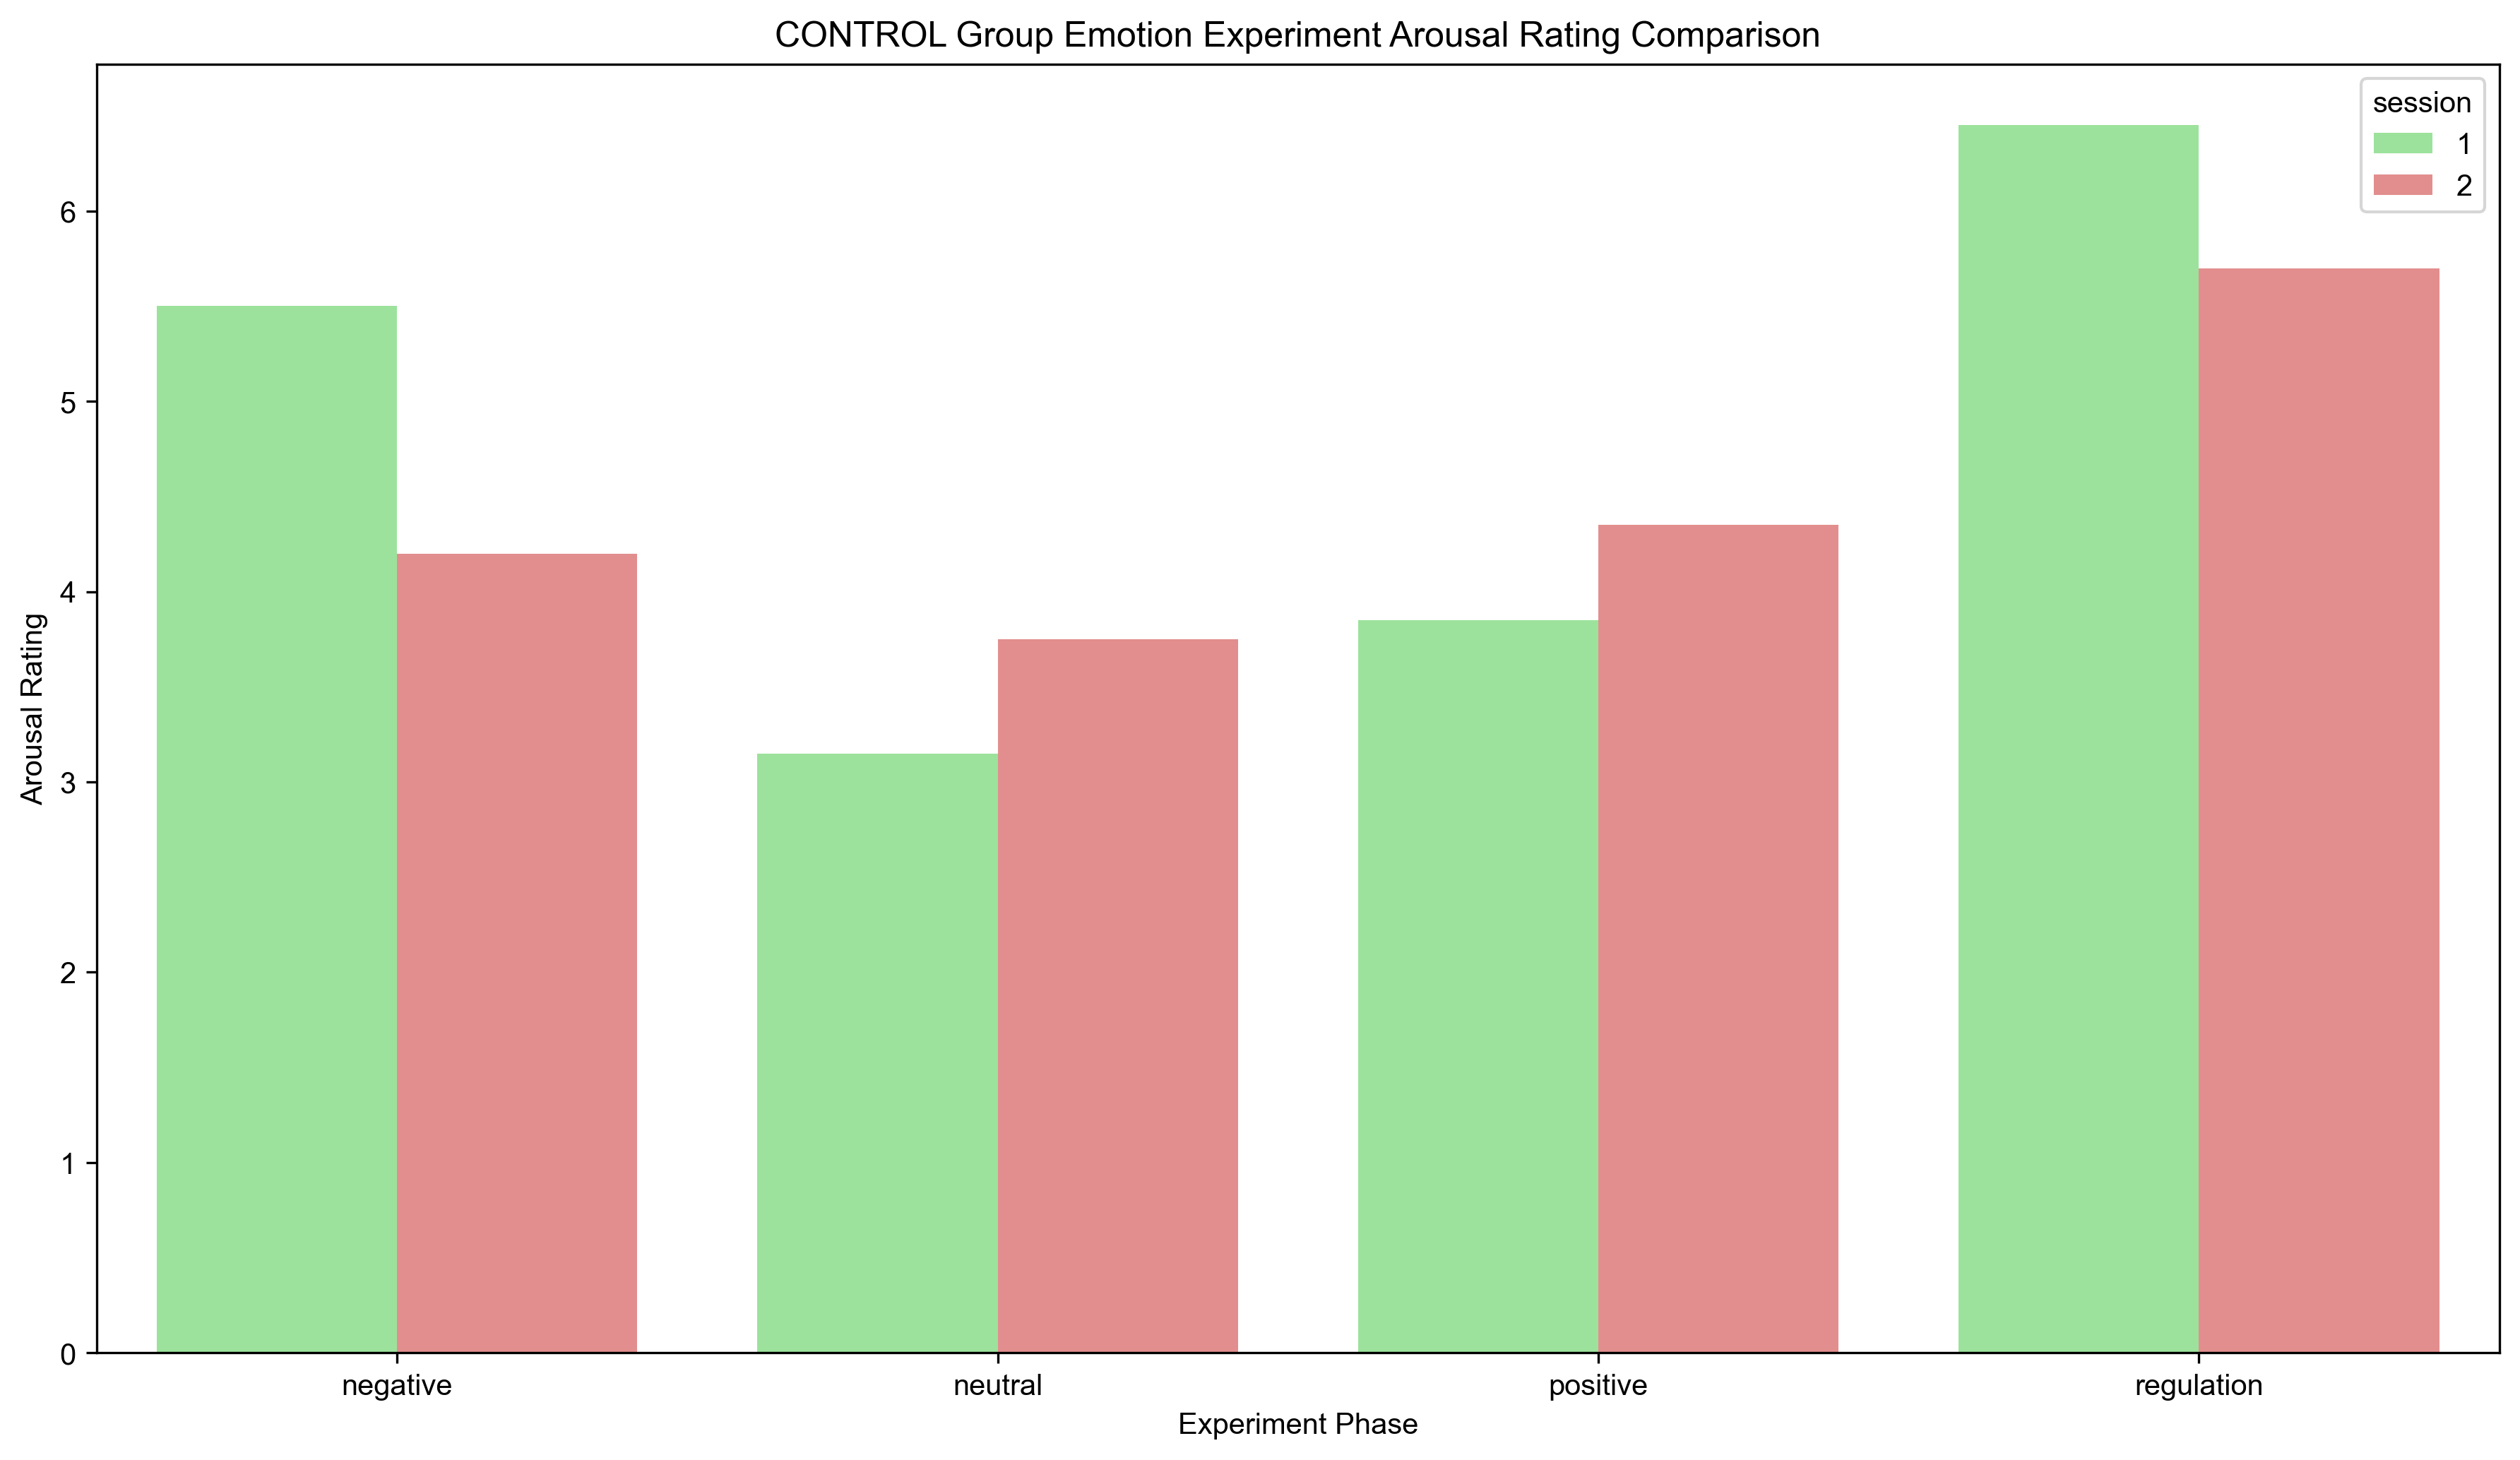 CONTROL Group Emotion Experiment Arousal Rating Comparison
session
1
2
6
5
4
3
2
1
0
Arousal Rating
negative
neutral
positive
regulation
Experiment Phase